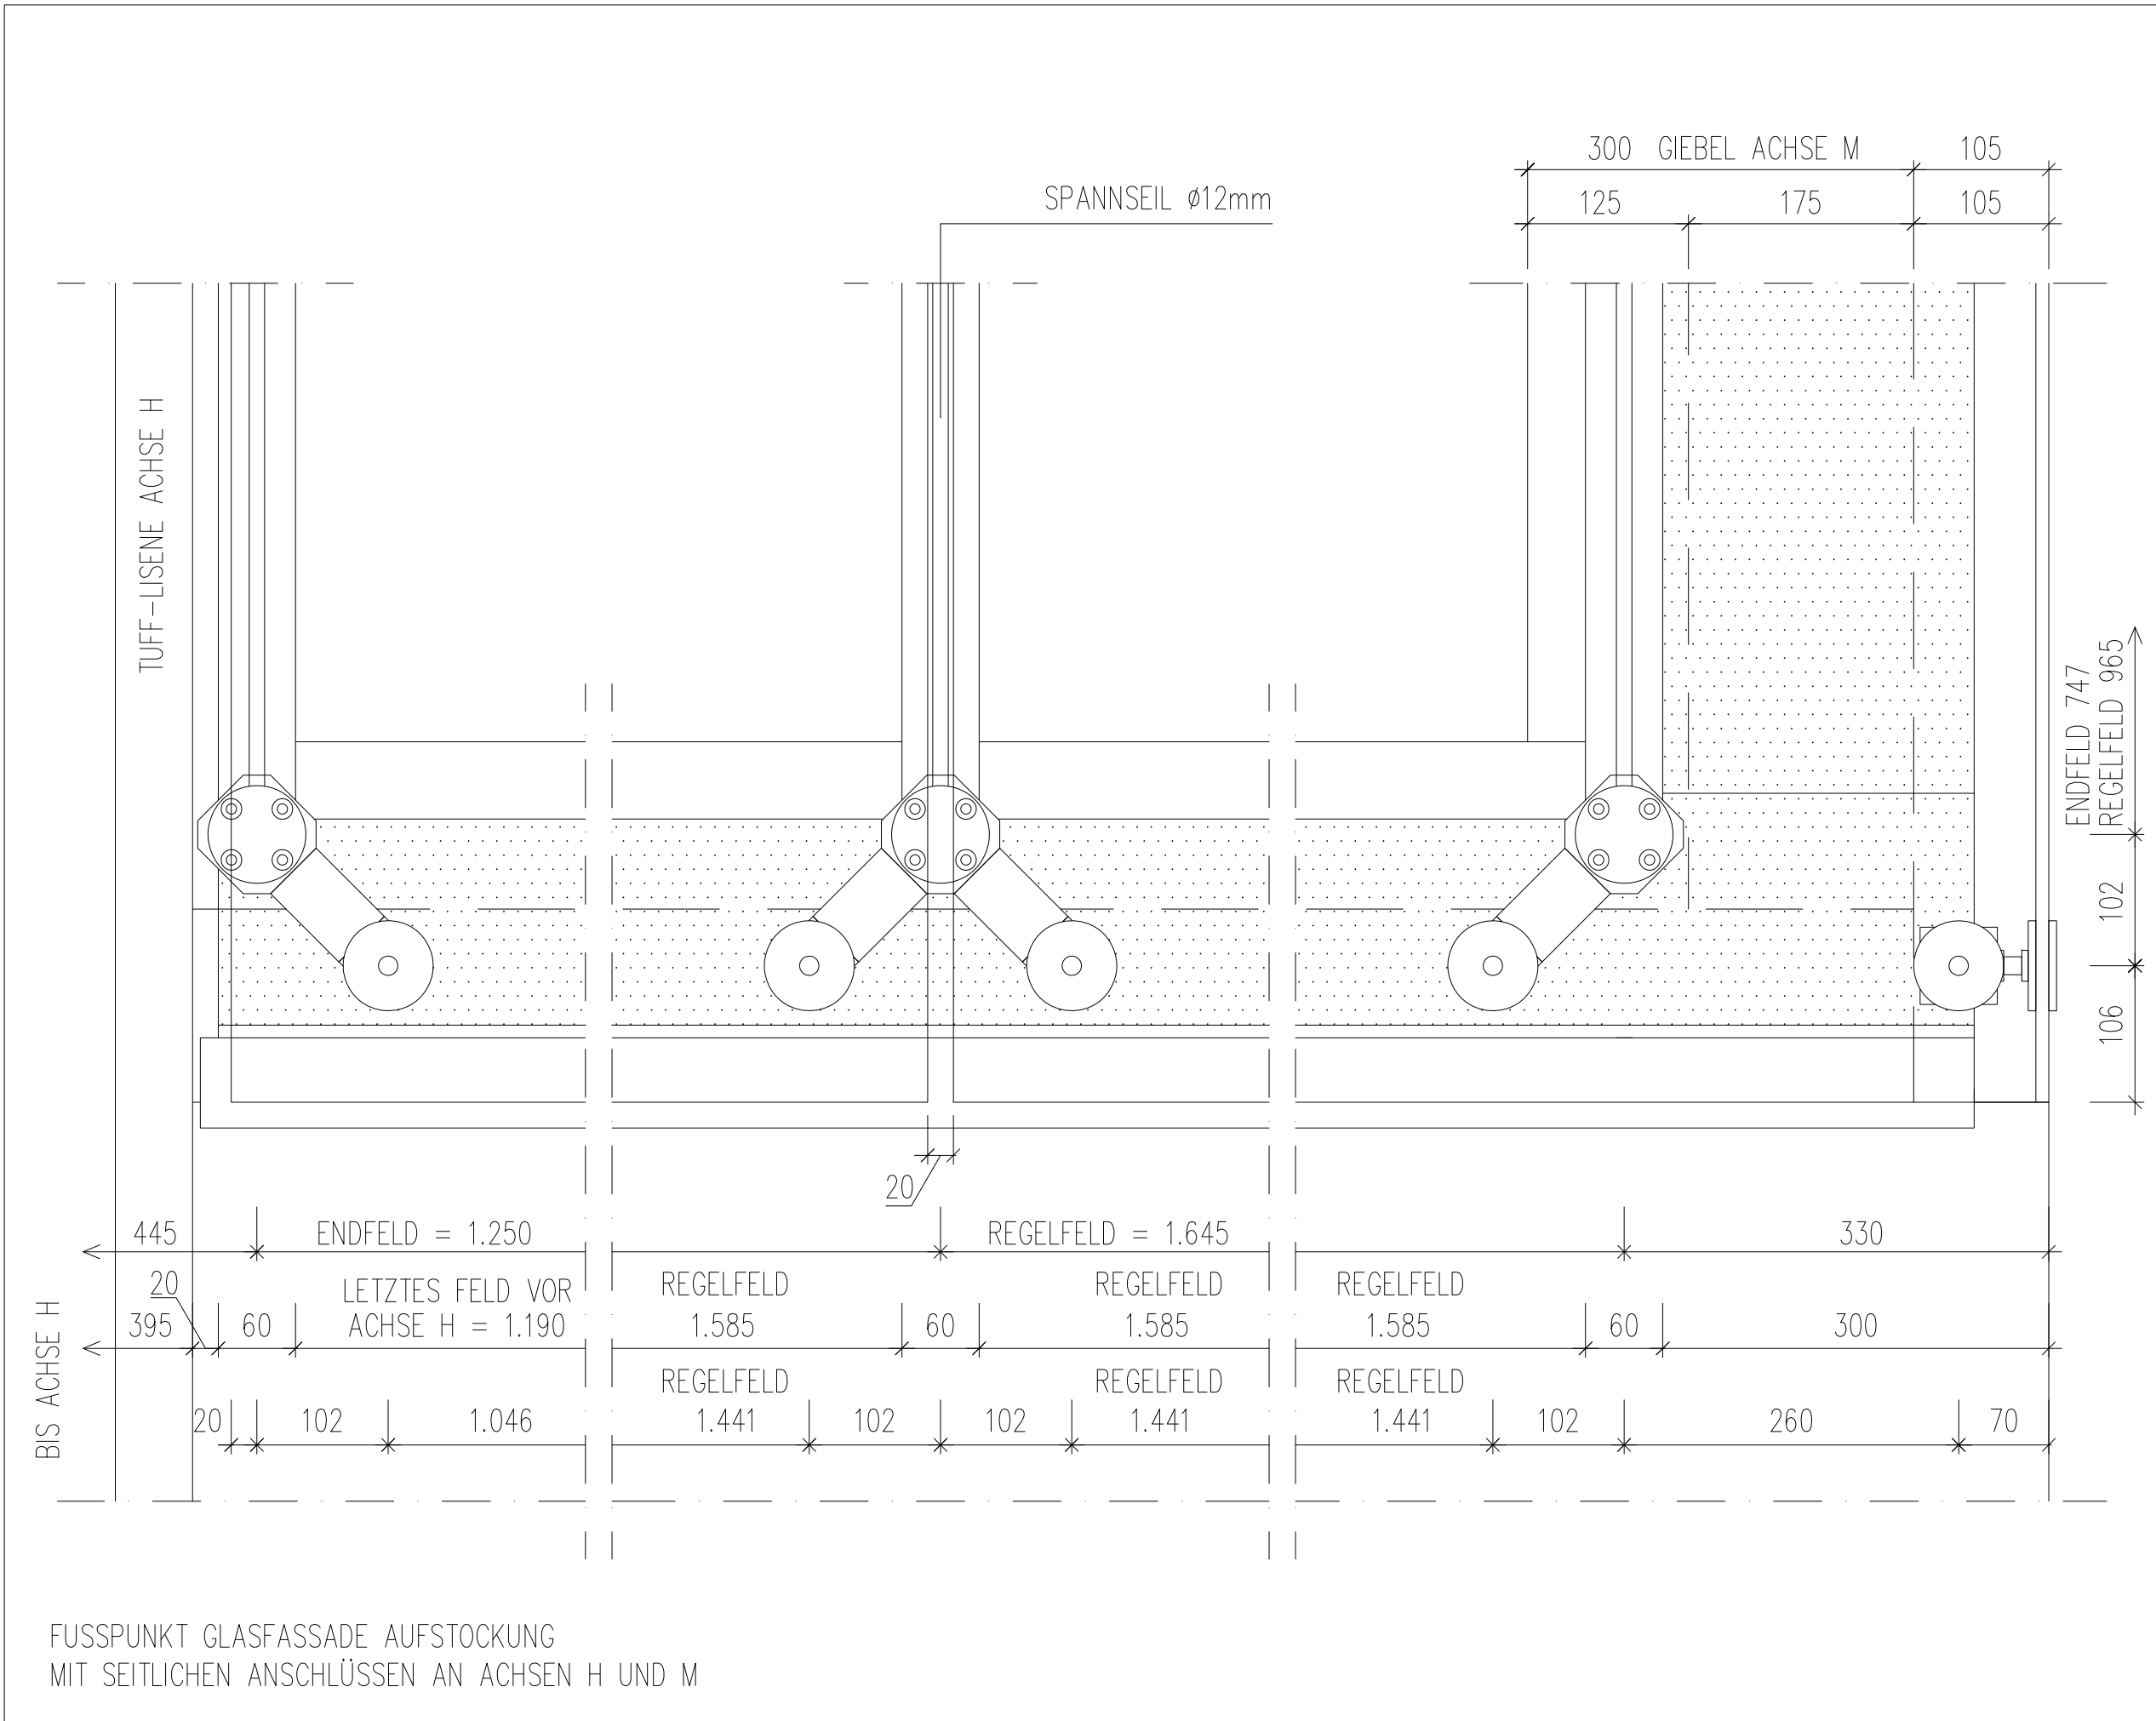 300 GIEBEL ACHSE M 105
125 175 105
SPANNSEIL ø12mm
TUFF-LISENE ACHSE H
ENDFELD 747
REGELFELD 965
102
106
20
445 ENDFELD = 1.250 REGELFELD = 1.645 330
20 LETZTES FELD VOR REGELFELD REGELFELD REGELFELD
395 60 ACHSE H = 1.190 1.585 60 1.585 1.585 60 300
REGELFELD REGELFELD REGELFELD
20 102 1.046 1.441 102 102 1.441 1.441 102 260 70
BIS ACHSE H
FUSSPUNKT GLASFASSADE AUFSTOCKUNG
MIT SEITLICHEN ANSCHLÜSSEN AN ACHSEN H UND M